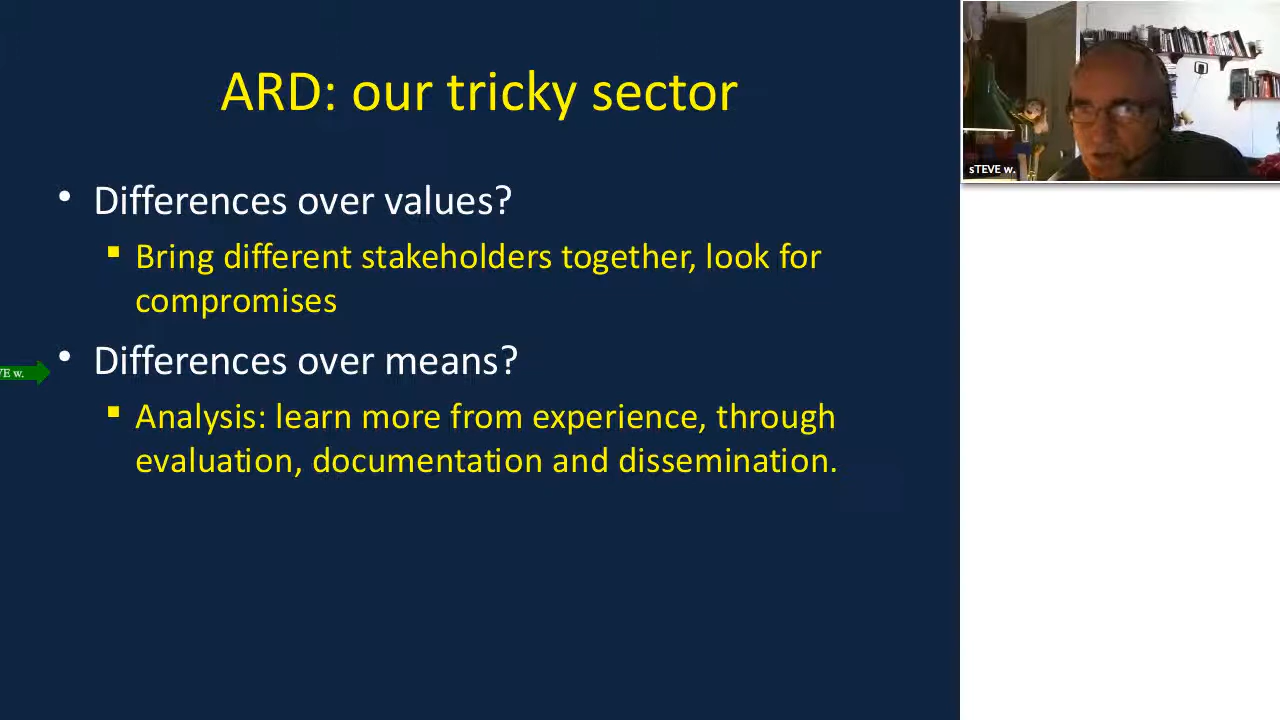 ARD: our tricky sector
• Differences over values?
▪ Bring different stakeholders together, look for
compromises
• Differences over means?
▪ Analysis: learn more from experience, through
evaluation, documentation and dissemination.
VE w.
sTEVE w.